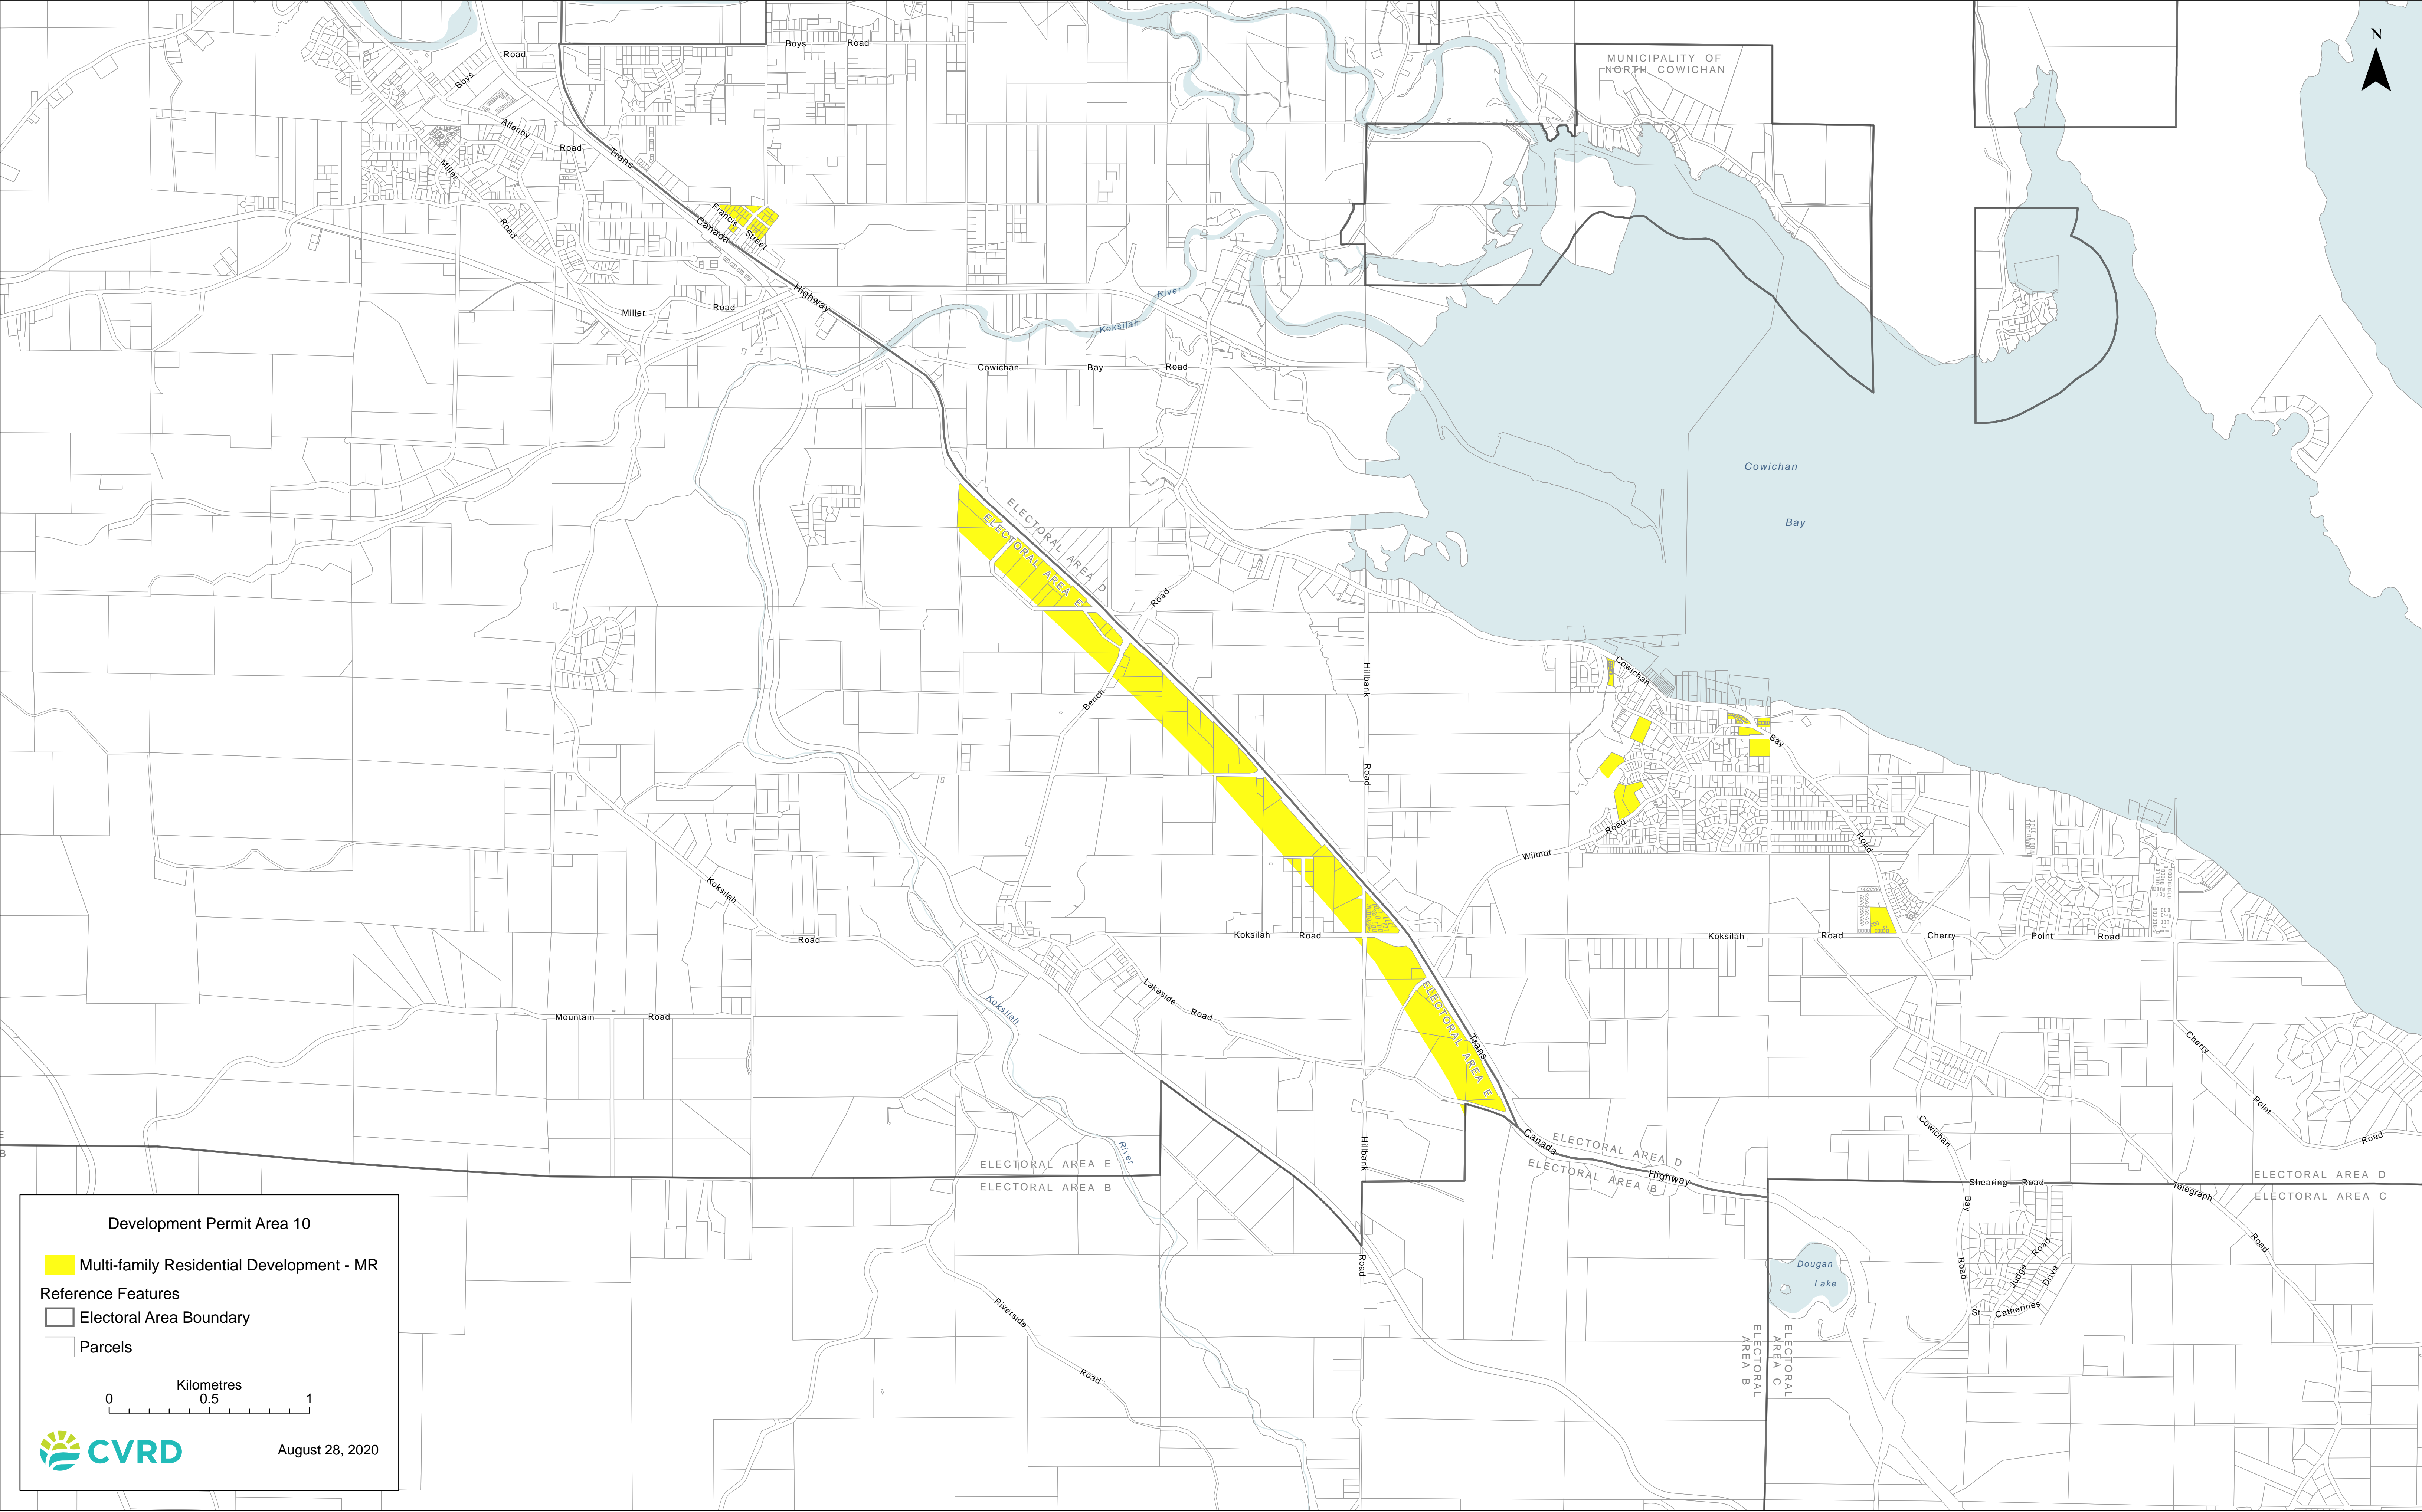 N
MUNICIPALITY OF
NORTH COWICHAN
Boys Road
Road
Boys
Allenby
Road
Trans
Miller
Road
Francis
Street
Canada
Highway
Miller Road
River
Koksilah
Cowichan Bay Road
Cowichan
Bay
ELECTORAL AREA D
ELECTORAL AREA E
Road
Bench
Hillbank
Road
Cowichan
Bay
Road
Wilmot
Road
Koksilah
Road
Koksilah Road
Koksilah Road
Cherry Point Road
Lakeside
Road
Koksilah
River
Mountain Road
ELECTORAL AREA E
Trans
Canada
Highway
ELECTORAL AREA D
ELECTORAL AREA B
Hillbank
Road
Cherry
Point
Road
Cowichan
Bay
Road
E
B
ELECTORAL AREA E
ELECTORAL AREA B
ELECTORAL AREA D
ELECTORAL AREA C
Shearing Road
Telegraph
Road
Judge
Road
St. Catherines
Drive
Dougan
Lake
ELECTORAL
AREA B
ELECTORAL
AREA C
Riverside
Road
Development Permit Area 10
Multi-family Residential Development - MR
Reference Features
Electoral Area Boundary
Parcels
Kilometres
0 0.5 1
CVRD
August 28, 2020